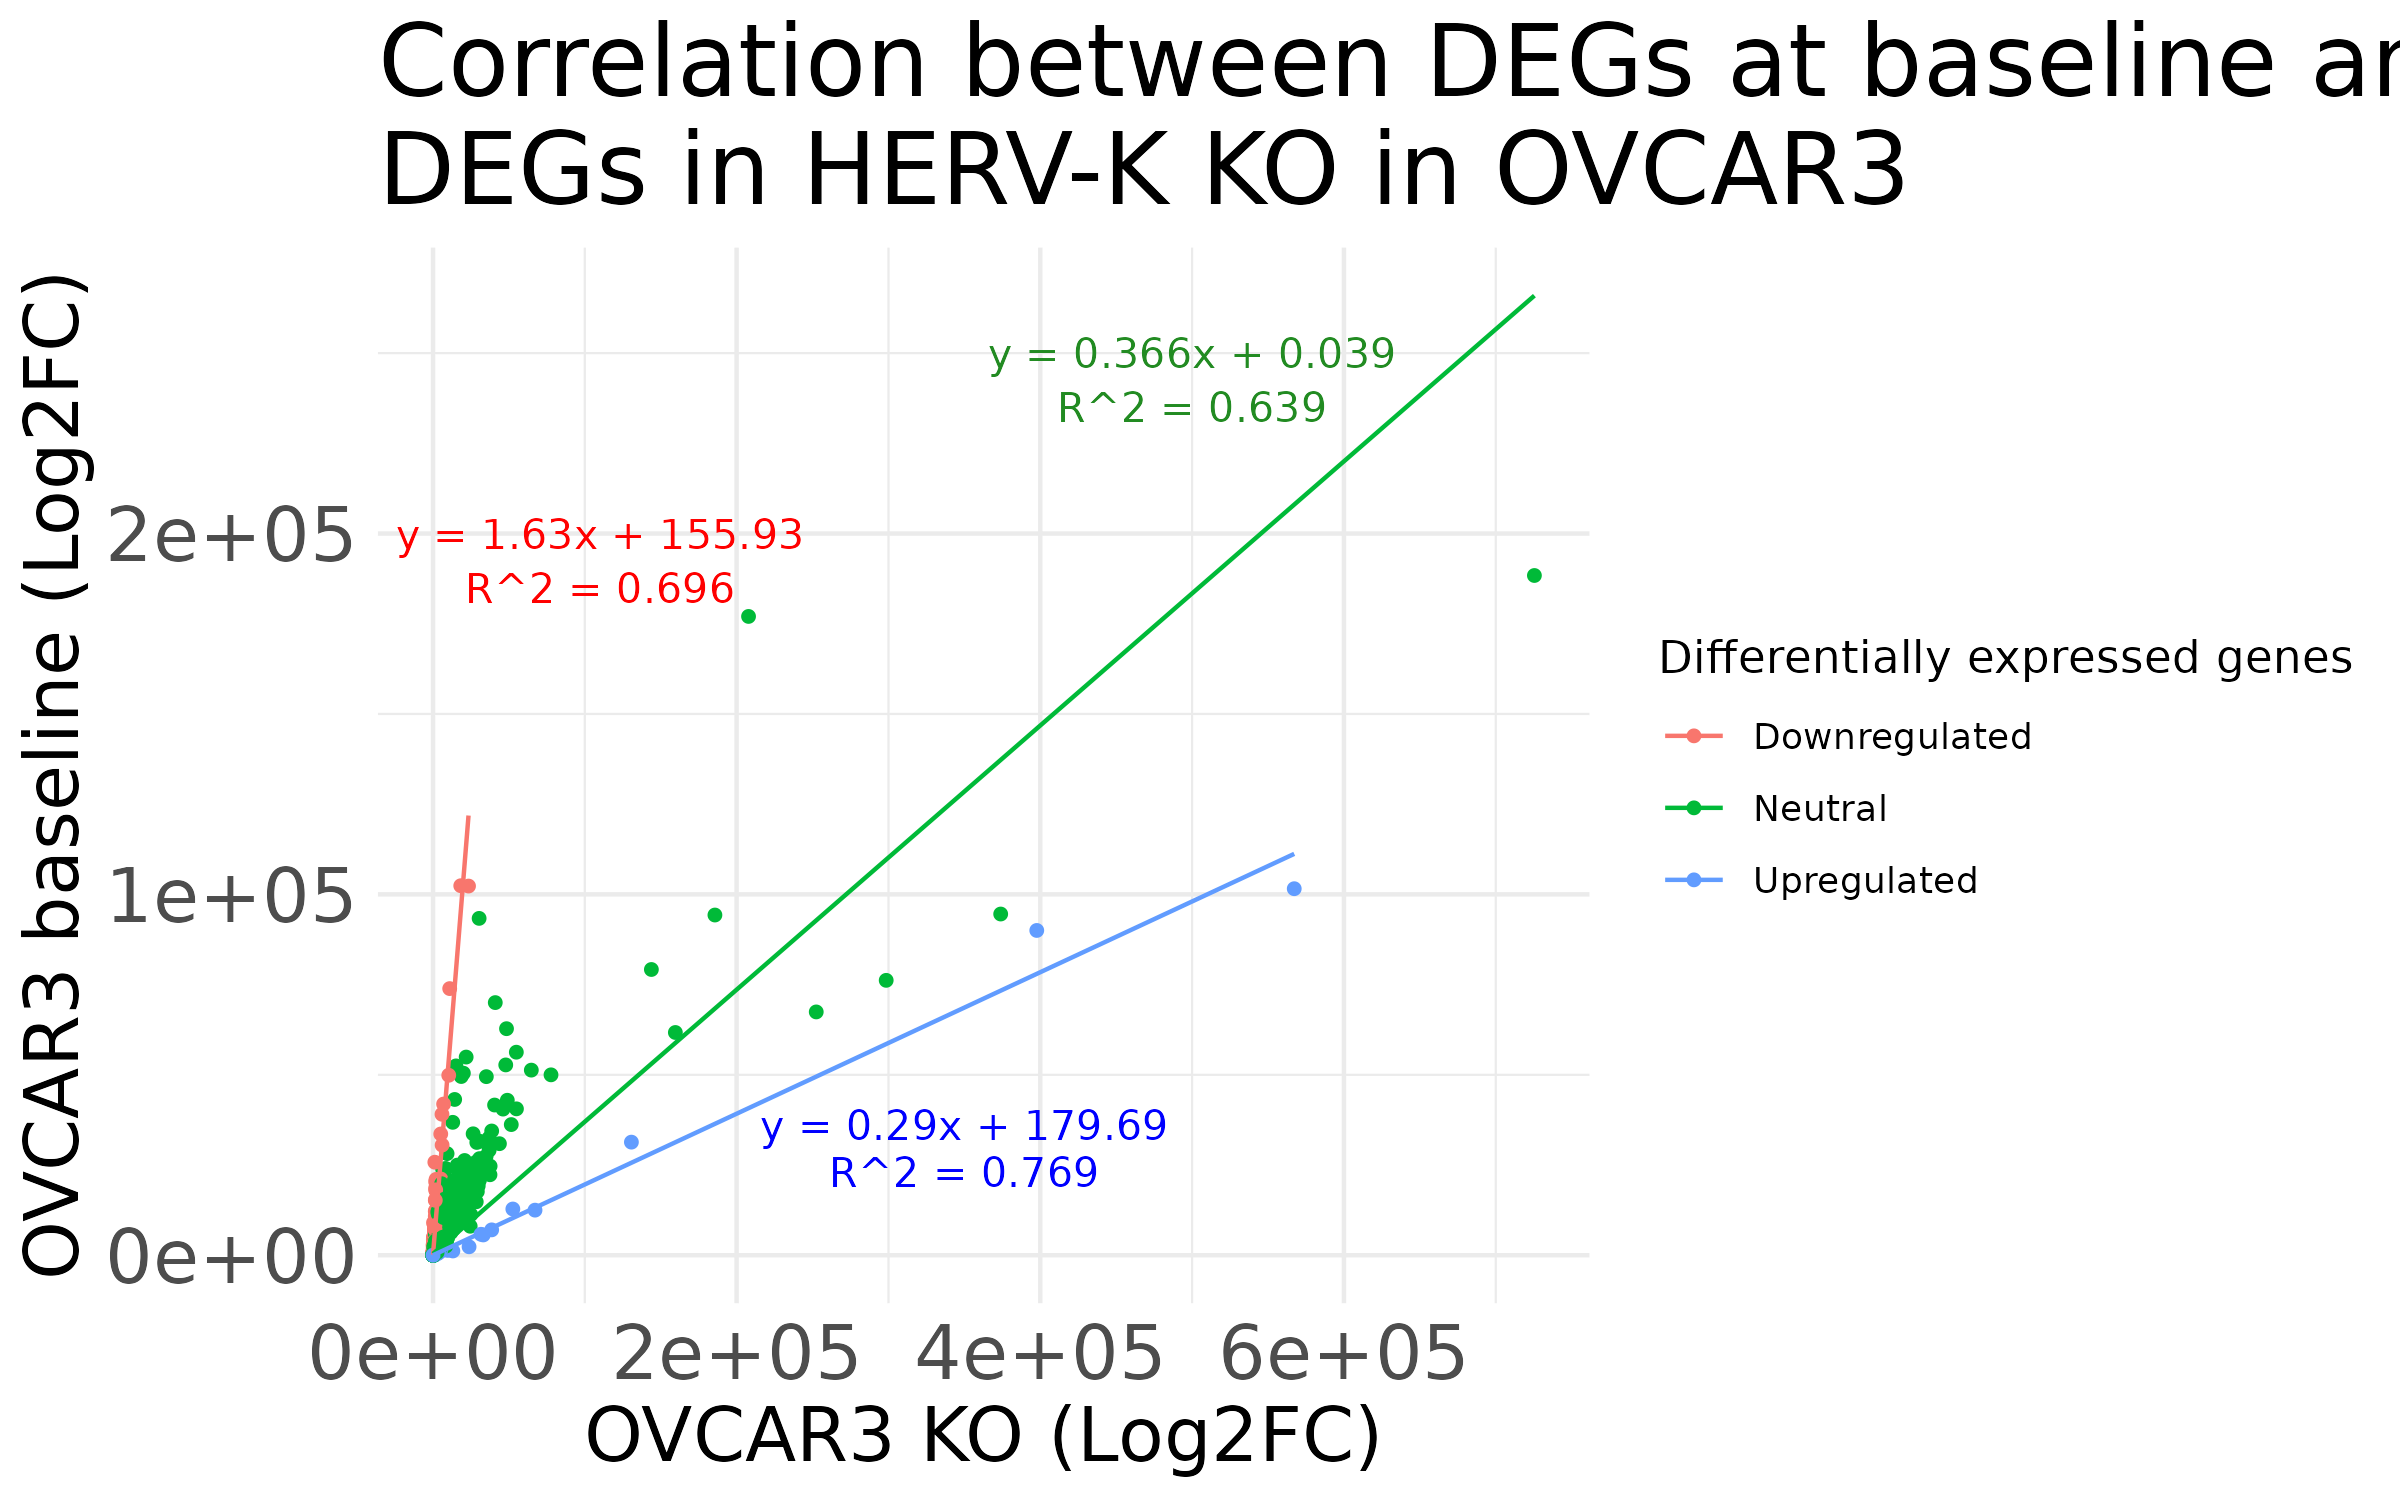 Correlation between DEGs at baseline
DEGs in HERV-K KO in OVCAR3
OVCAR3 baseline (Log2FC)
2e+05
1e+05
0e+00
y = 0.366x + 0.039
R^2 = 0.639
y = 1.63x + 155.93
R^2 = 0.696
y = 0.29x + 179.69
R^2 = 0.769
0e+00 2e+05 4e+05 6e+05
OVCAR3 KO (Log2FC)
Differentially expressed genes
Downregulated
Neutral
Upregulated